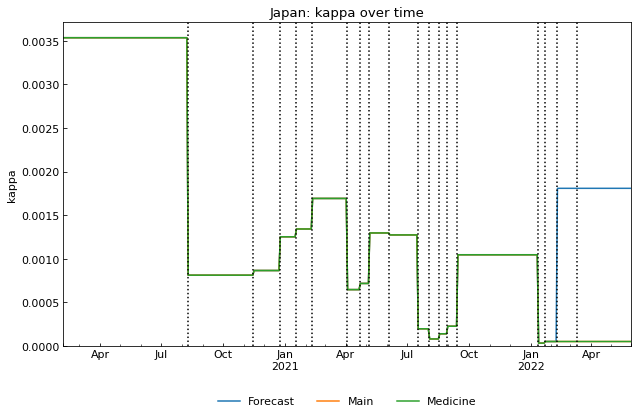 Japan: kappa over time
kappa
0.0035
0.0030
0.0025
0.0020
0.0015
0.0010
0.0005
0.0000
Apr Jul Oct Jan Apr Jul Oct Jan Apr
2021 2022
Forecast Main Medicine